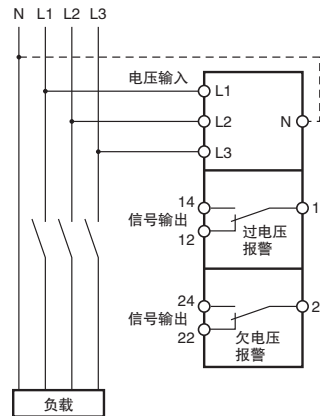 N L1 L2 L3
电压输入
L1
L2
N
L3
14
1
信号输出
12
过电压
报警
24
2
信号输出
22
欠电压
报警
负载